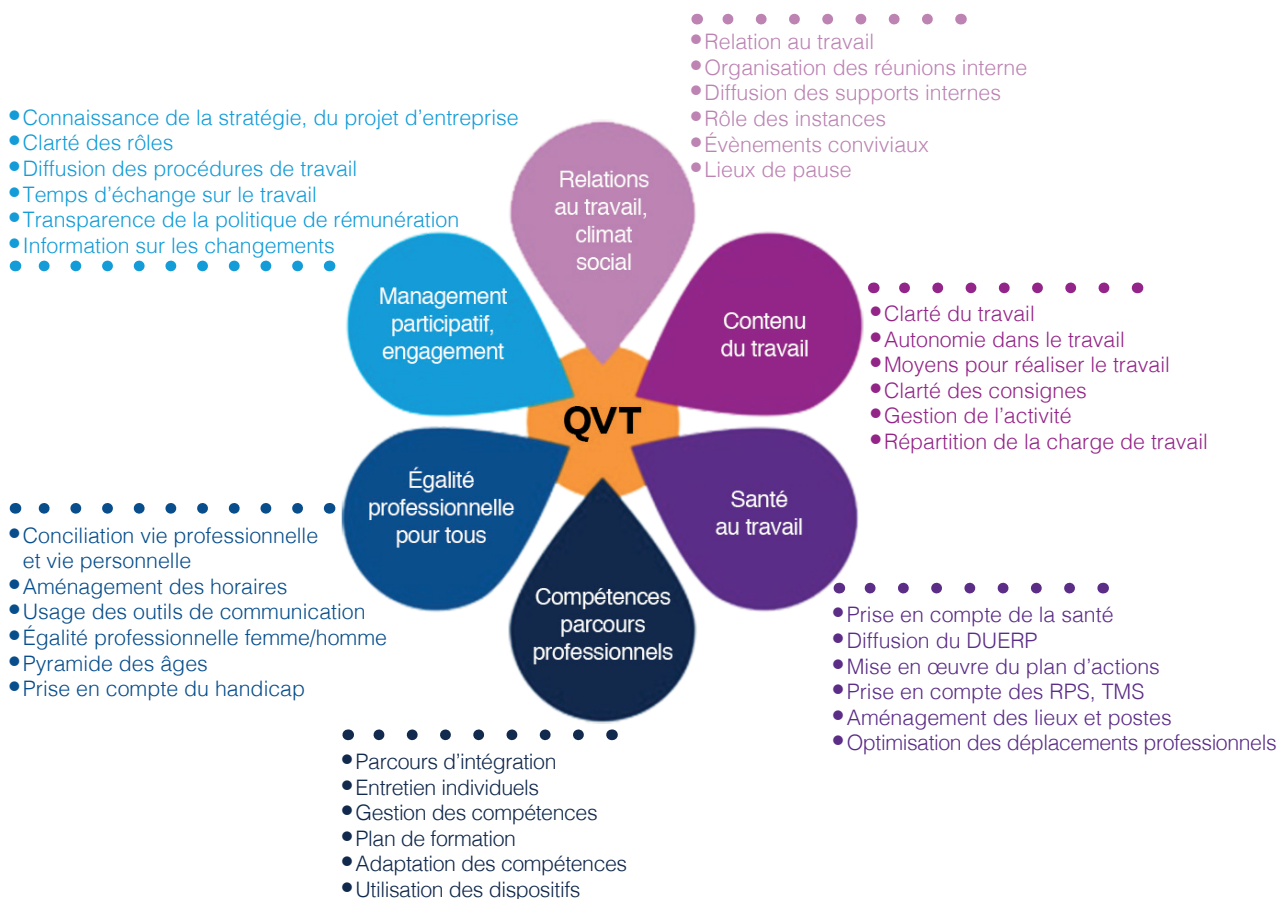 • Relation au travail
• Organisation des réunions interne
• Diffusion des supports internes
• Rôle des instances
• Évènements conviviaux
• Lieux de pause
• Connaissance de la stratégie, du projet d'entreprise
• Clarté des rôles
• Diffusion des procédures de travail
• Temps d'échange sur le travail
• Transparence de la politique de rémunération
• Information sur les changements
Relations
au travail,
climat
social
Management
participatif,
engagement
Contenu
du travail
• Clarté du travail
• Autonomie dans le travail
• Moyens pour réaliser le travail
• Clarté des consignes
• Gestion de l'activité
• Répartition de la charge de travail
QVT
Égalité
professionnelle
pour tous
Santé
au travail
• Conciliation vie professionnelle
et vie personnelle
• Aménagement des horaires
• Usage des outils de communication
• Égalité professionnelle femme/homme
• Pyramide des âges
• Prise en compte du handicap
Compétences
parcours
professionnels
• Prise en compte de la santé
• Diffusion du DUERP
• Mise en œuvre du plan d'actions
• Prise en compte des RPS, TMS
• Aménagement des lieux et postes
• Optimisation des déplacements professionnels
• Parcours d'intégration
• Entretien individuels
• Gestion des compétences
• Plan de formation
• Adaptation des compétences
• Utilisation des dispositifs